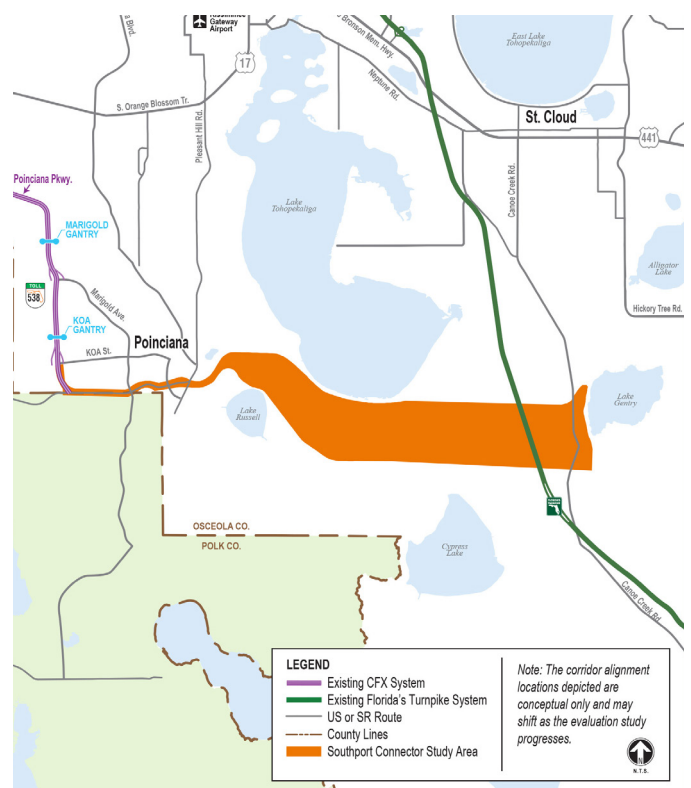 Gateway
Airport
Blvd.
Bronson Mem. Hwy.
East Lake
Tohopekaliga
17
Neptune Rd.
S. Orange Blossom Tr.
Pleasant Hill Rd.
St. Cloud
441
Poinciana Pkwy.
Canoe Creek Rd.
MARIGOLD
GANTRY
Lake
Tohopekaliga
Alligator
Lake
TOLL
538
Marigold Ave.
Hickory Tree Rd.
KOA
GANTRY
Poinciana
KOA St.
Lake
Gentry
Lake
Russell
OSCEOLA CO.
POLK CO.
Cypress
Lake
Canoe Creek Rd.
LEGEND
Existing CFX System
Existing Florida's Turnpike System
US or SR Route
County Lines
Southport Connector Study Area
Note: The corridor alignment
locations depicted are
conceptual only and may
shift as the evaluation study
progresses.
N
N.T.S.